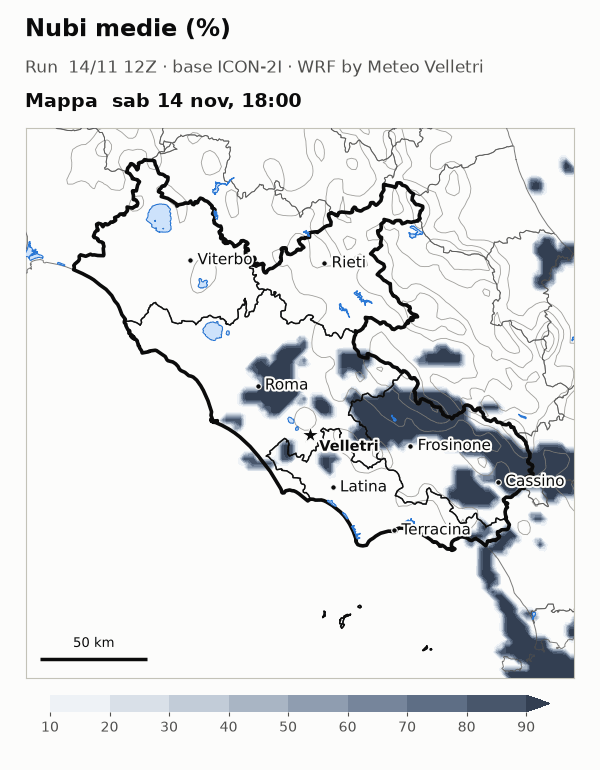 Nubi medie (%)
Run  14/11 12Z · base ICON-2I · WRF by Meteo Velletri
Mappa  sab 14 nov, 18:00
Viterbo
Rieti
Roma
Velletri
Frosinone
Cassino
Latina
Terracina
50 km
10 20 30 40 50 60 70 80 90